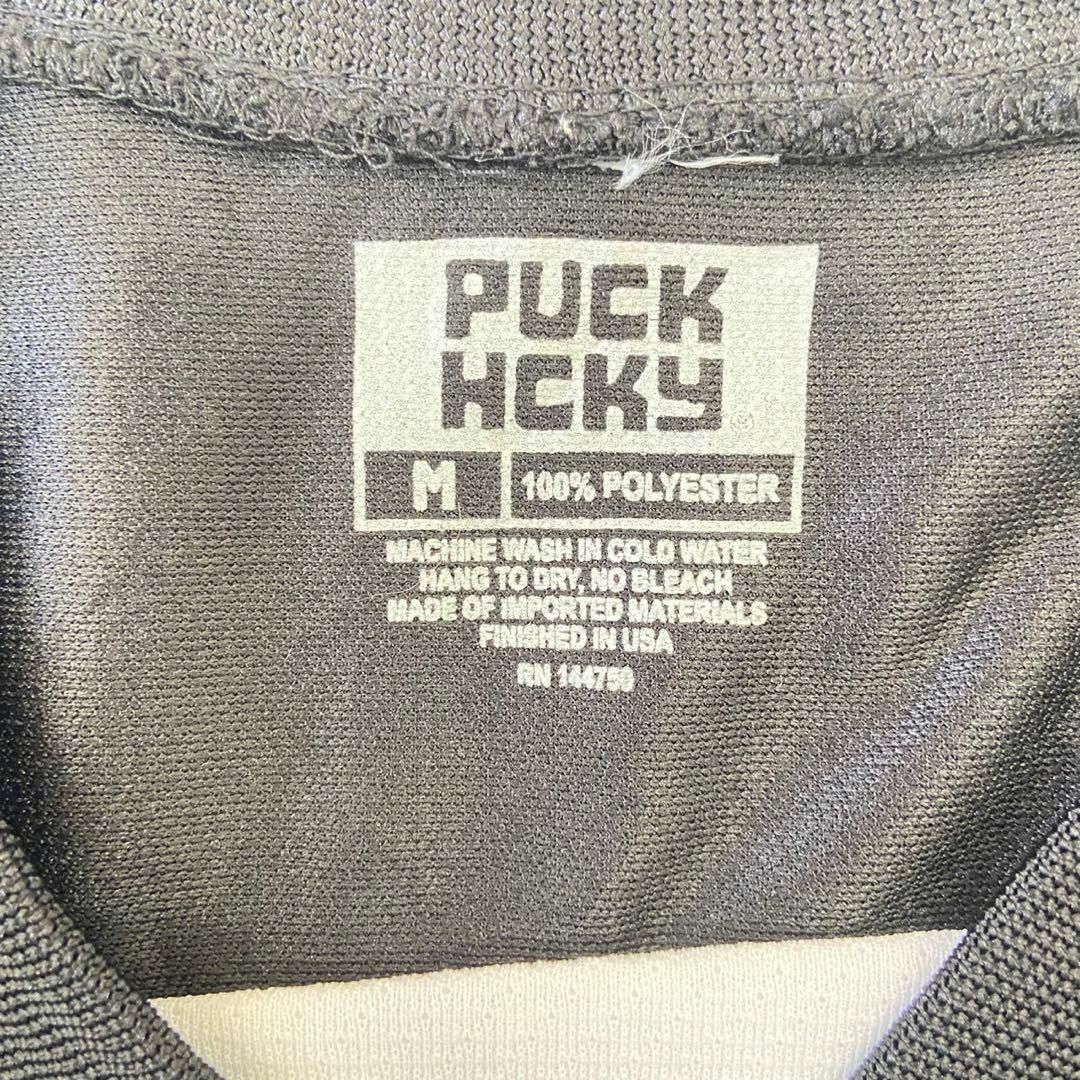 PUCK
HCKY®
M
100% POLYESTER
MACHINE WASH IN COLD WATER
HANG TO DRY, NO BLEACH
MADE OF IMPORTED MATERIALS
FINISHED IN USA
RN 144750